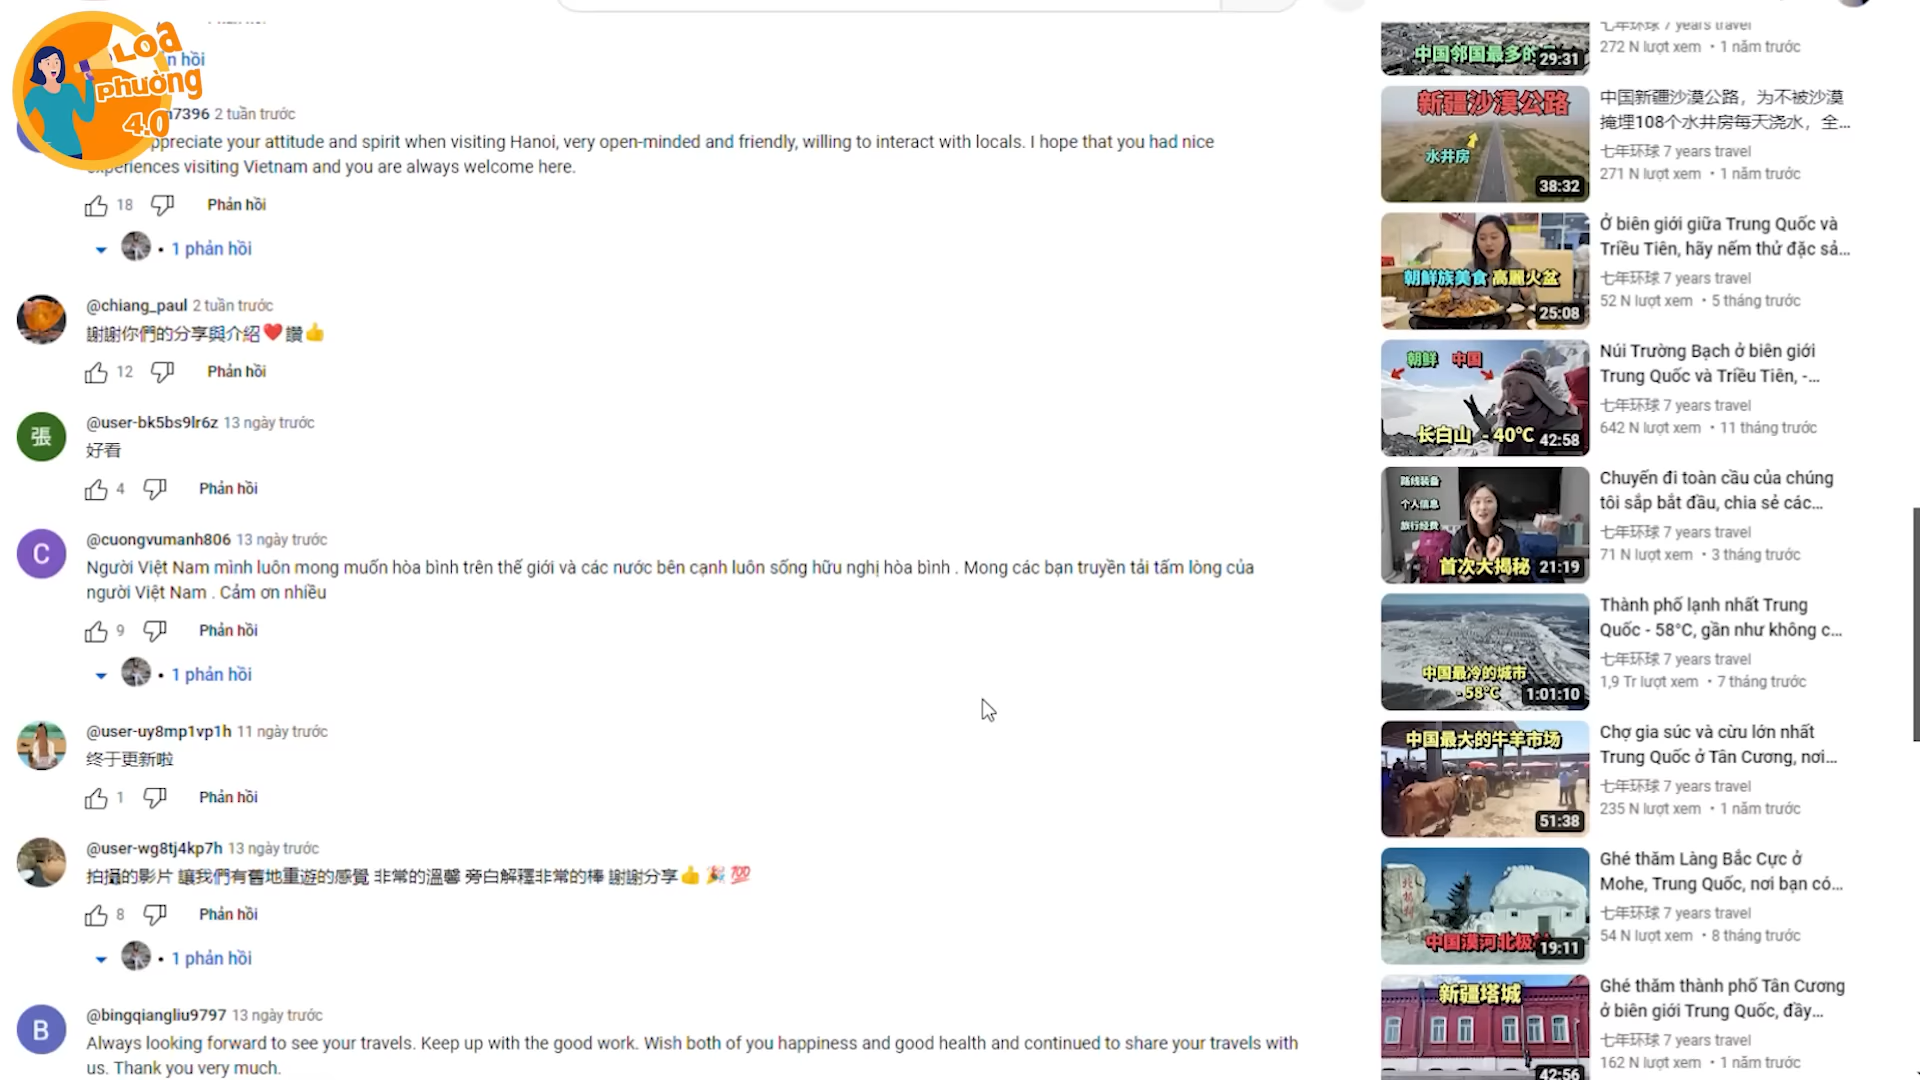 LOA
phường
4.0
n hồi
n7396 2 tuần trước
preciate your attitude and spirit when visiting Hanoi, very open-minded and friendly, willing to interact with locals. I hope that you had nice
experiences visiting Vietnam and you are always welcome here.
18 Phản hồi
• 1 phản hồi
@chiang_paul 2 tuần trước
謝謝你們的分享與介紹❤️讚👍
12 Phản hồi
張
@user-bk5bs9lr6z 13 ngày trước
好看
4 Phản hồi
C
@cuongvumanh806 13 ngày trước
Người Việt Nam mình luôn mong muốn hòa bình trên thế giới và các nước bên cạnh luôn sống hữu nghị hòa bình . Mong các bạn truyền tải tấm lòng của
người Việt Nam . Cảm ơn nhiều
9 Phản hồi
• 1 phản hồi
@user-uy8mp1vp1h 11 ngày trước
终于更新啦
1 Phản hồi
@user-wg8tj4kp7h 13 ngày trước
拍攝的影片 讓我們有舊地重遊的感覺 非常的溫馨 旁白解釋非常的棒 謝謝分享👍🎉💯
8 Phản hồi
• 1 phản hồi
B
@bingqiangliu9797 13 ngày trước
Always looking forward to see your travels. Keep up with the good work. Wish both of you happiness and good health and continued to share your travels with
us. Thank you very much.
中国邻国最多的
29:31
七年环球 7 years travel
272 N lượt xem • 1 năm trước
新疆沙漠公路
水井房
38:32
中国新疆沙漠公路，为不被沙漠
掩埋108个水井房每天浇水，全...
七年环球 7 years travel
271 N lượt xem • 1 năm trước
朝鲜族美食 高麗火盆
25:08
Ở biên giới giữa Trung Quốc và
Triều Tiên, hãy nếm thử đặc sả...
七年环球 7 years travel
52 N lượt xem • 5 tháng trước
朝鲜 中国
长白山 -40℃
42:58
Núi Trường Bạch ở biên giới
Trung Quốc và Triều Tiên, -...
七年环球 7 years travel
642 N lượt xem • 11 tháng trước
路线装备
个人信息
旅行经费
首次大揭秘
21:19
Chuyến đi toàn cầu của chúng
tôi sắp bắt đầu, chia sẻ các...
七年环球 7 years travel
71 N lượt xem • 3 tháng trước
中国最冷的城市
-58℃
1:01:10
Thành phố lạnh nhất Trung
Quốc - 58°C, gần như không c...
七年环球 7 years travel
1,9 Tr lượt xem • 7 tháng trước
中国最大的牛羊市场
51:38
Chợ gia súc và cừu lớn nhất
Trung Quốc ở Tân Cương, nơi...
七年环球 7 years travel
235 N lượt xem • 1 năm trước
中国漠河北极
19:11
Ghé thăm Làng Bắc Cực ở
Mohe, Trung Quốc, nơi bạn có...
七年环球 7 years travel
54 N lượt xem • 8 tháng trước
新疆塔城
42:56
Ghé thăm thành phố Tân Cương
ở biên giới Trung Quốc, đầy...
七年环球 7 years travel
162 N lượt xem • 1 năm trước